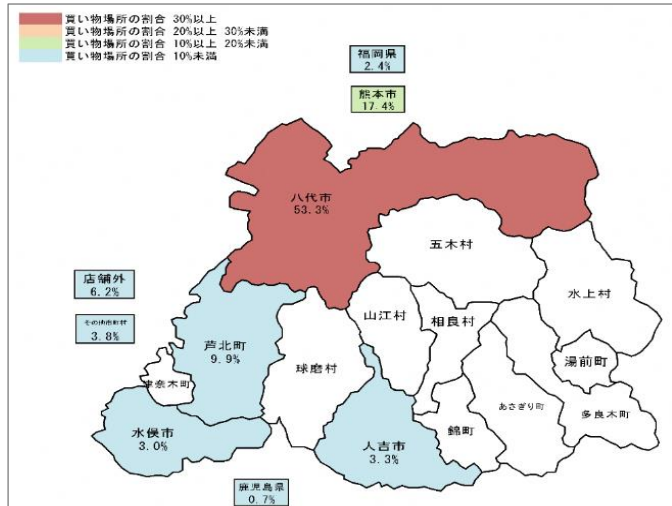 買い物場所の割合 30%以上
買い物場所の割合 20%以上 30%未満
買い物場所の割合 10%以上 20%未満
買い物場所の割合 10%未満
福岡県
2.4%
熊本市
17.4%
八代市
53.3%
五木村
水上村
店舗外
6.2%
その他市町村
3.8%
山江村
相良村
芦北町
9.9%
球磨村
湯前町
津奈木町
あさぎり町
多良木町
水俣市
3.0%
人吉市
3.3%
錦町
鹿児島県
0.7%